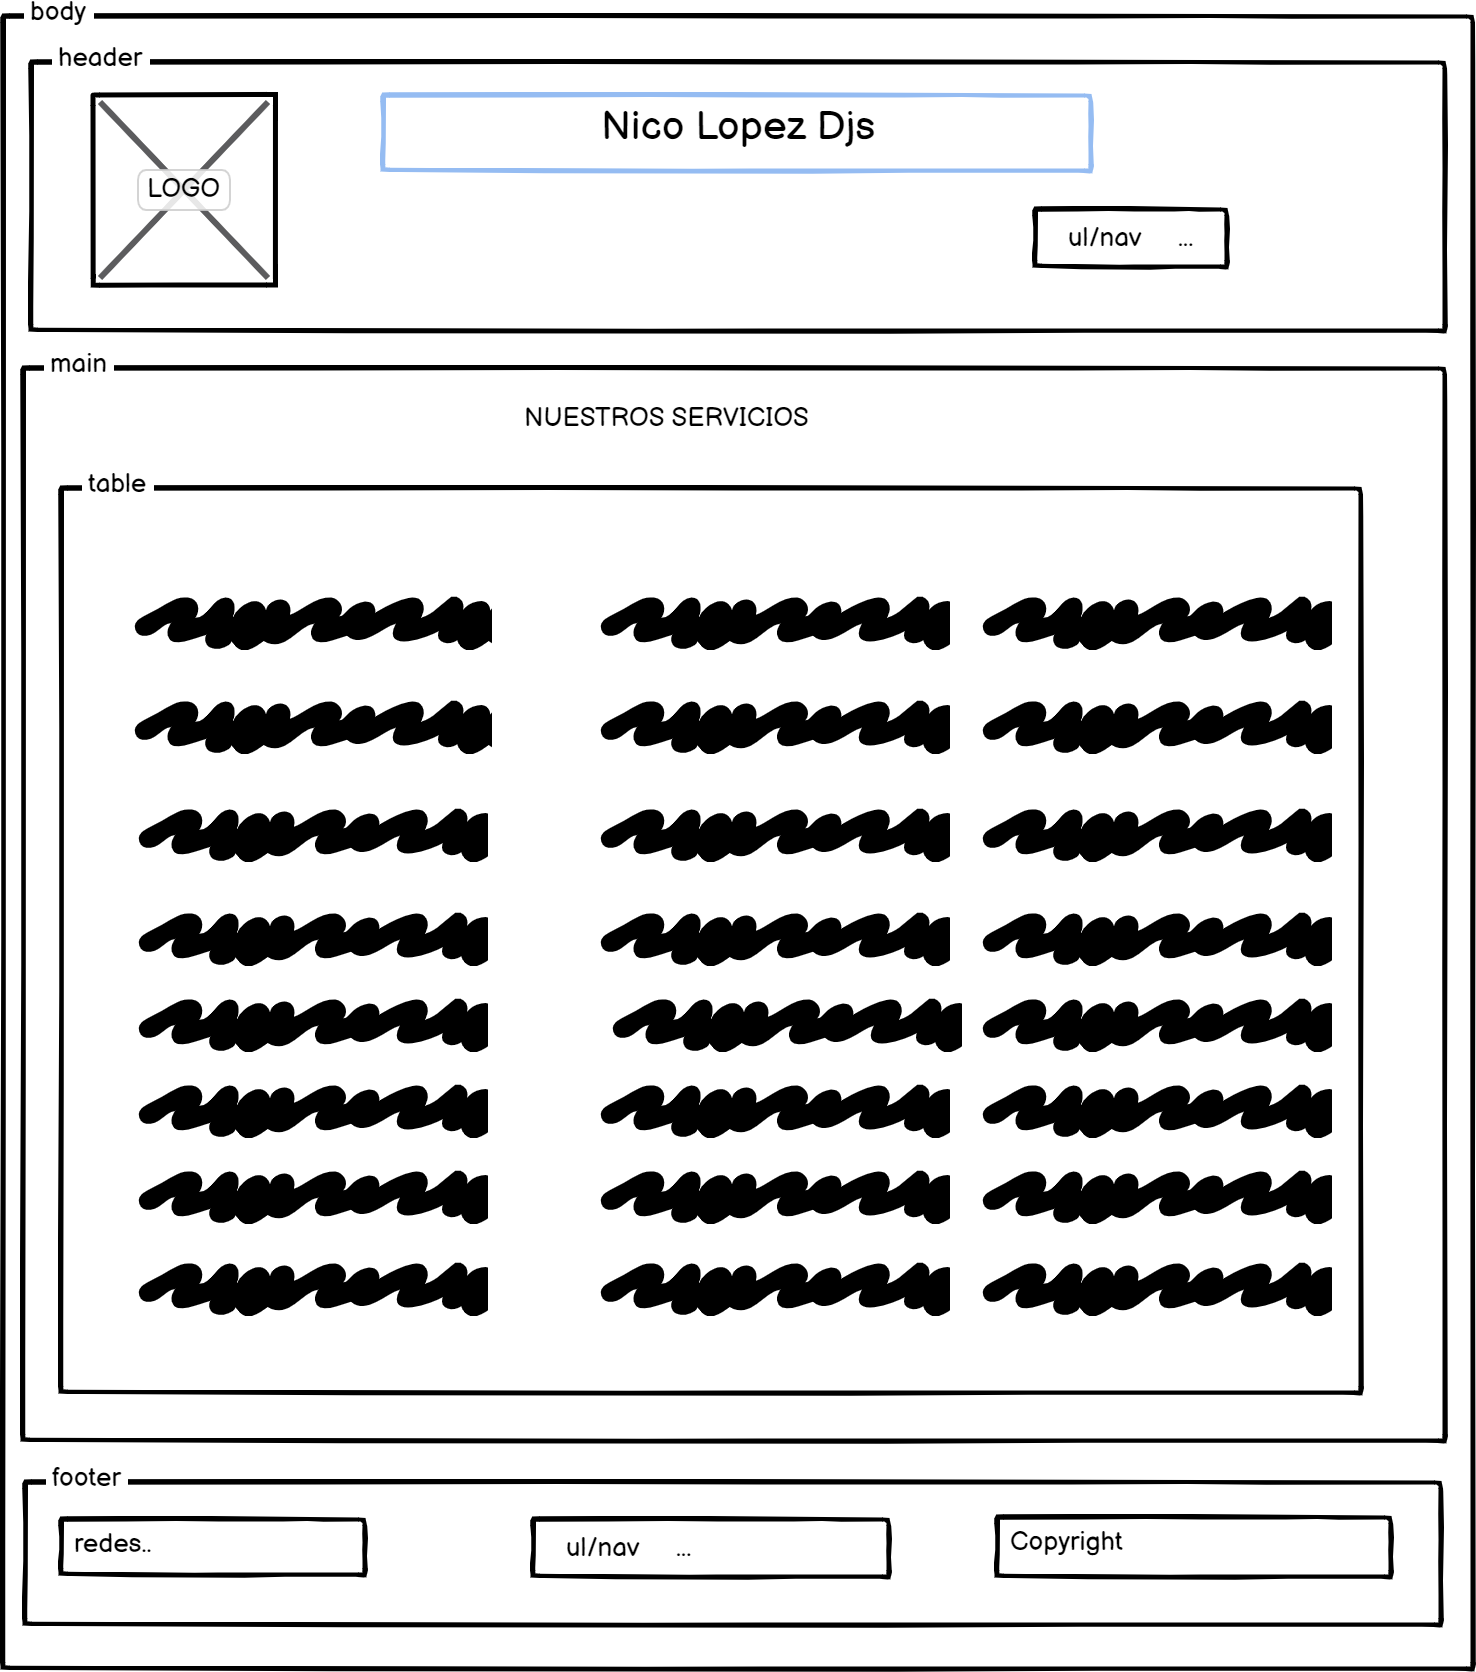 body
header
LOGO
Nico Lopez Djs
ul/nav ...
main
NUESTROS SERVICIOS
table
footer
redes..
ul/nav ...
Copyright